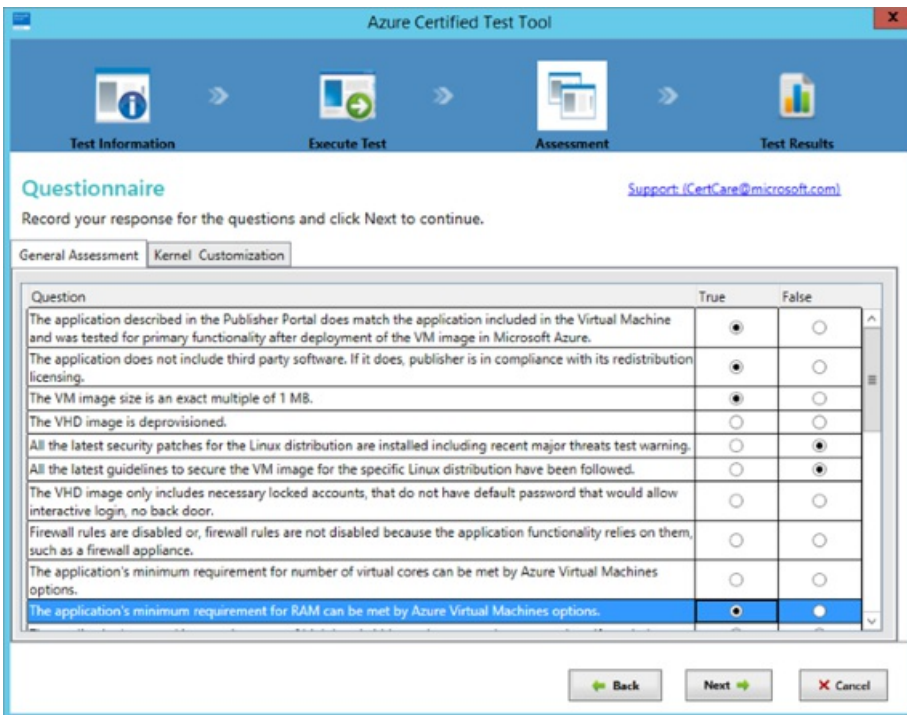 Azure Certified Test Tool
x
Test Information
Execute Test
Assessment
Test Results
Questionnaire
Support: (CertCare@microsoft.com)
Record your response for the questions and click Next to continue.
General Assessment
Kernel Customization
Question
True
False
The application described in the Publisher Portal does match the application included in the Virtual Machine
and was tested for primary functionality after deployment of the VM image in Microsoft Azure.
The application does not include third party software. If it does, publisher is in compliance with its redistribution
licensing.
The VM image size is an exact multiple of 1 MB.
The VHD image is deprovisioned.
All the latest security patches for the Linux distribution are installed including recent major threats test warning.
All the latest guidelines to secure the VM image for the specific Linux distribution have been followed.
The VHD image only includes necessary locked accounts, that do not have default password that would allow
interactive login, no back door.
Firewall rules are disabled or, firewall rules are not disabled because the application functionality relies on them,
such as a firewall appliance.
The application's minimum requirement for number of virtual cores can be met by Azure Virtual Machines
options.
The application's minimum requirement for RAM can be met by Azure Virtual Machines options.
Back
Next
Cancel